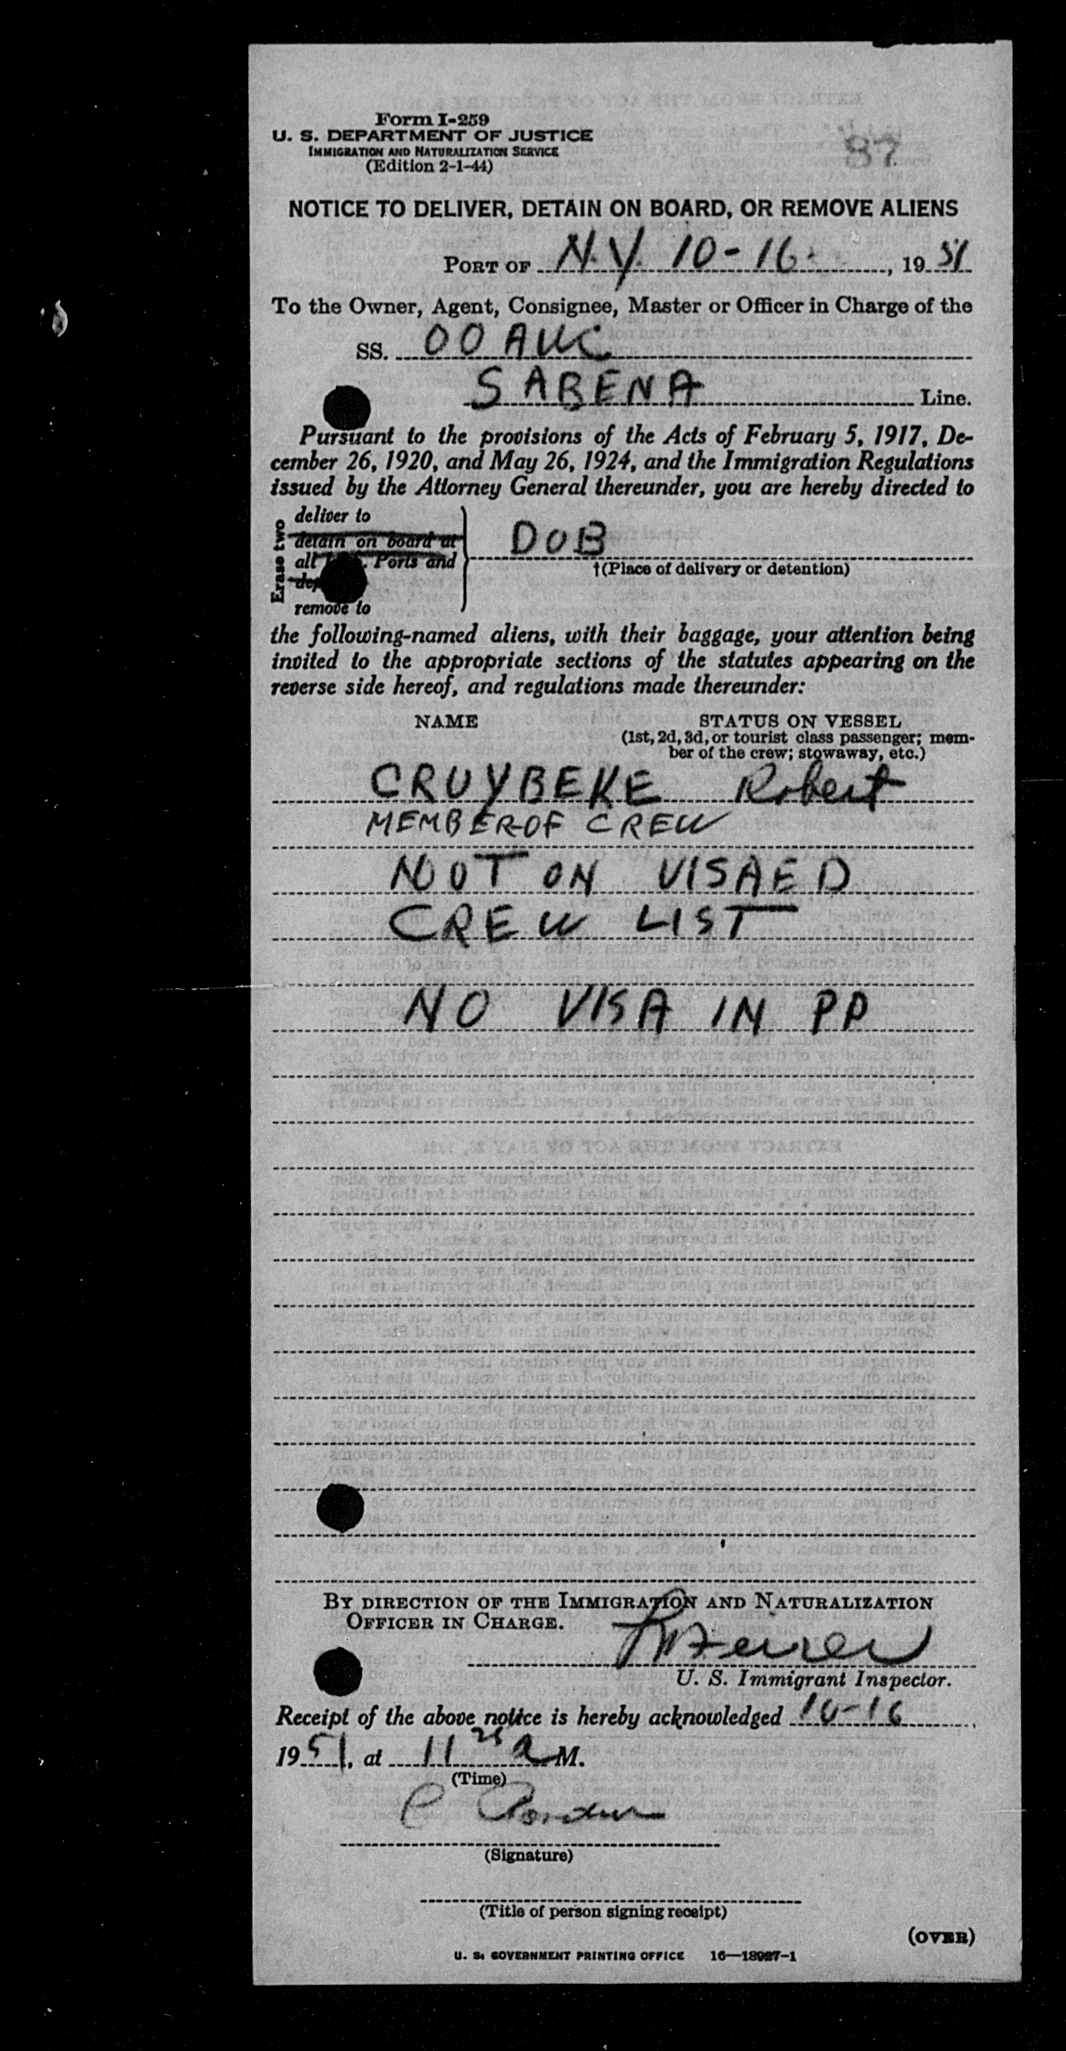 Form I-259
U. S. DEPARTMENT OF JUSTICE
IMMIGRATION AND NATURALIZATION SERVICE
(Edition 2-1-44)
87
NOTICE TO DELIVER, DETAIN ON BOARD, OR REMOVE ALIENS
PORT OF N.Y. 10-16, 1951
To the Owner, Agent, Consignee, Master or Officer in Charge of the
SS. OO AWC
SABENA Line.
Pursuant to the provisions of the Acts of February 5, 1917, De-
cember 26, 1920, and May 26, 1924, and the Immigration Regulations
issued by the Attorney General thereunder, you are hereby directed to
Erase two
deliver to
detain on board at
all Ports and
remove to
DOB
†(Place of delivery or detention)
the following-named aliens, with their baggage, your attention being
invited to the appropriate sections of the statutes appearing on the
reverse side hereof, and regulations made thereunder:
NAME STATUS ON VESSEL
(1st, 2d, 3d, or tourist class passenger; mem-
ber of the crew; stowaway, etc.)
CRUYBEKE Robert
MEMBER OF CREW
NOT ON VISAED
CREW LIST
NO VISA IN PP
BY DIRECTION OF THE IMMIGRATION AND NATURALIZATION
OFFICER IN CHARGE.
U. S. Immigrant Inspector.
Receipt of the above notice is hereby acknowledged 10-16,
1951, at 11 25 a M.
(Time)
(Signature)
(Title of person signing receipt)
(OVER)
U. S. GOVERNMENT PRINTING OFFICE 16—18927-1